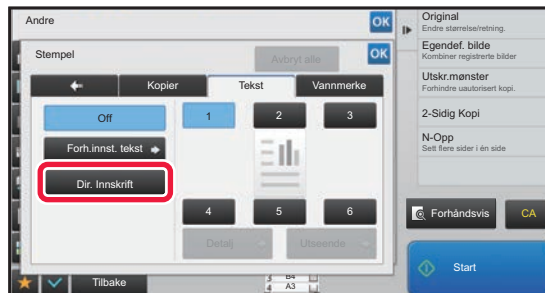 Andre
OK
Stempel
Avbryt alle
OK
Kopier
Tekst
Vannmerke
Off
Forh.innst. tekst
Dir. Innskrift
1
2
3
4
5
6
Detalj
Utseende
Tilbake
3 B4
4 A3
Original
Endre størrelse/retning.
Egendef. bilde
Kombiner registrerte bilder
Utskr.mønster
Forhindre uautorisert kopi.
2-Sidig Kopi
N-Opp
Sett flere sider i én side
Forhåndsvis
CA
Start